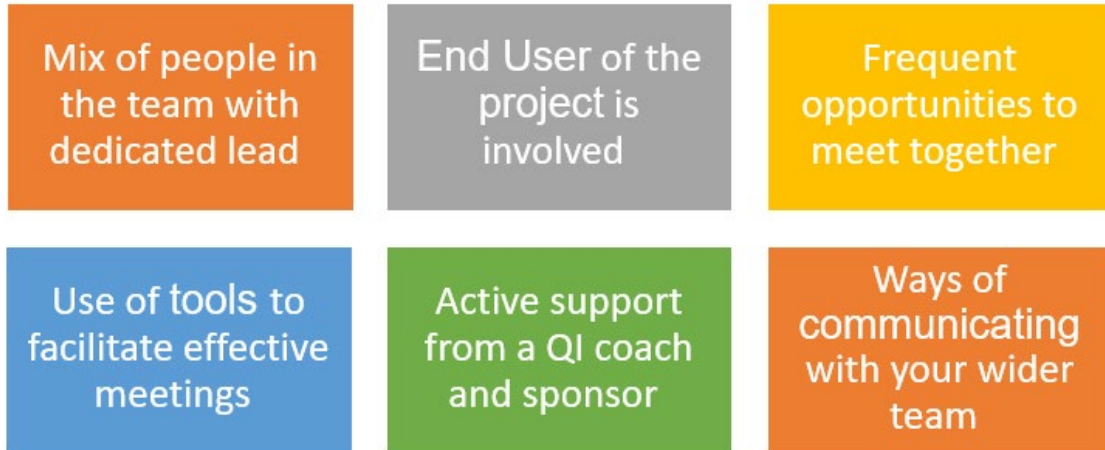 Mix of people in
the team with
dedicated lead
End User of the
project is
involved
Frequent
opportunities to
meet together
Use of tools to
facilitate effective
meetings
Active support
from a QI coach
and sponsor
Ways of
communicating
with your wider
team